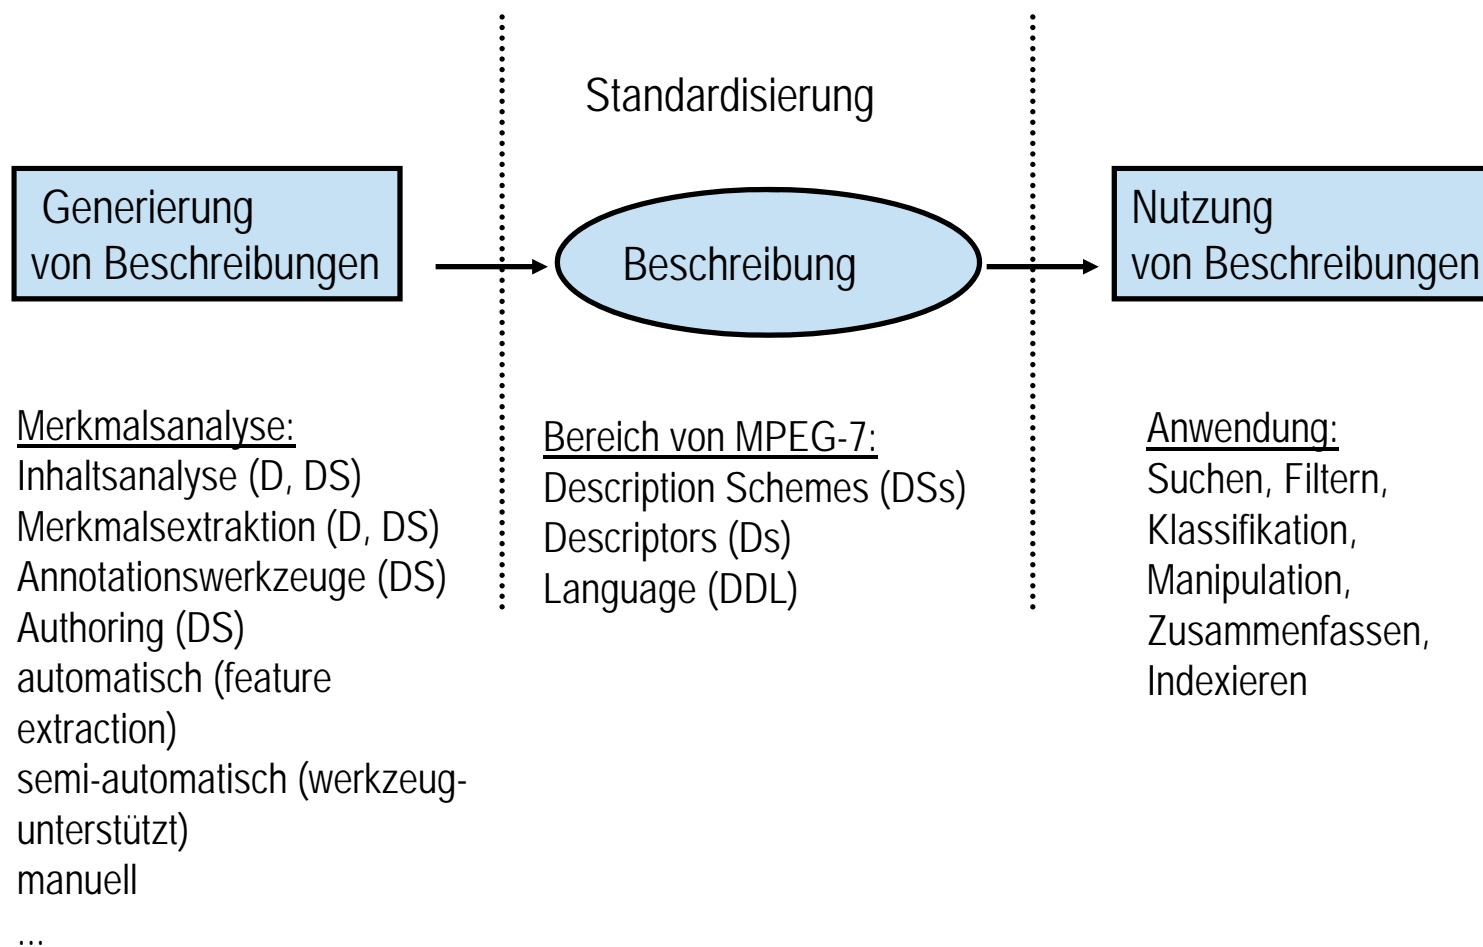 Standardisierung
Generierung
von Beschreibungen
Beschreibung
Nutzung
von Beschreibungen
Merkmalsanalyse:
Inhaltsanalyse (D, DS)
Merkmalsextraktion (D, DS)
Annotationswerkzeuge (DS)
Authoring (DS)
automatisch (feature
extraction)
semi-automatisch (werkzeug-
unterstützt)
manuell
...
Bereich von MPEG-7:
Description Schemes (DSs)
Descriptors (Ds)
Language (DDL)
Anwendung:
Suchen, Filtern,
Klassifikation,
Manipulation,
Zusammenfassen,
Indexieren